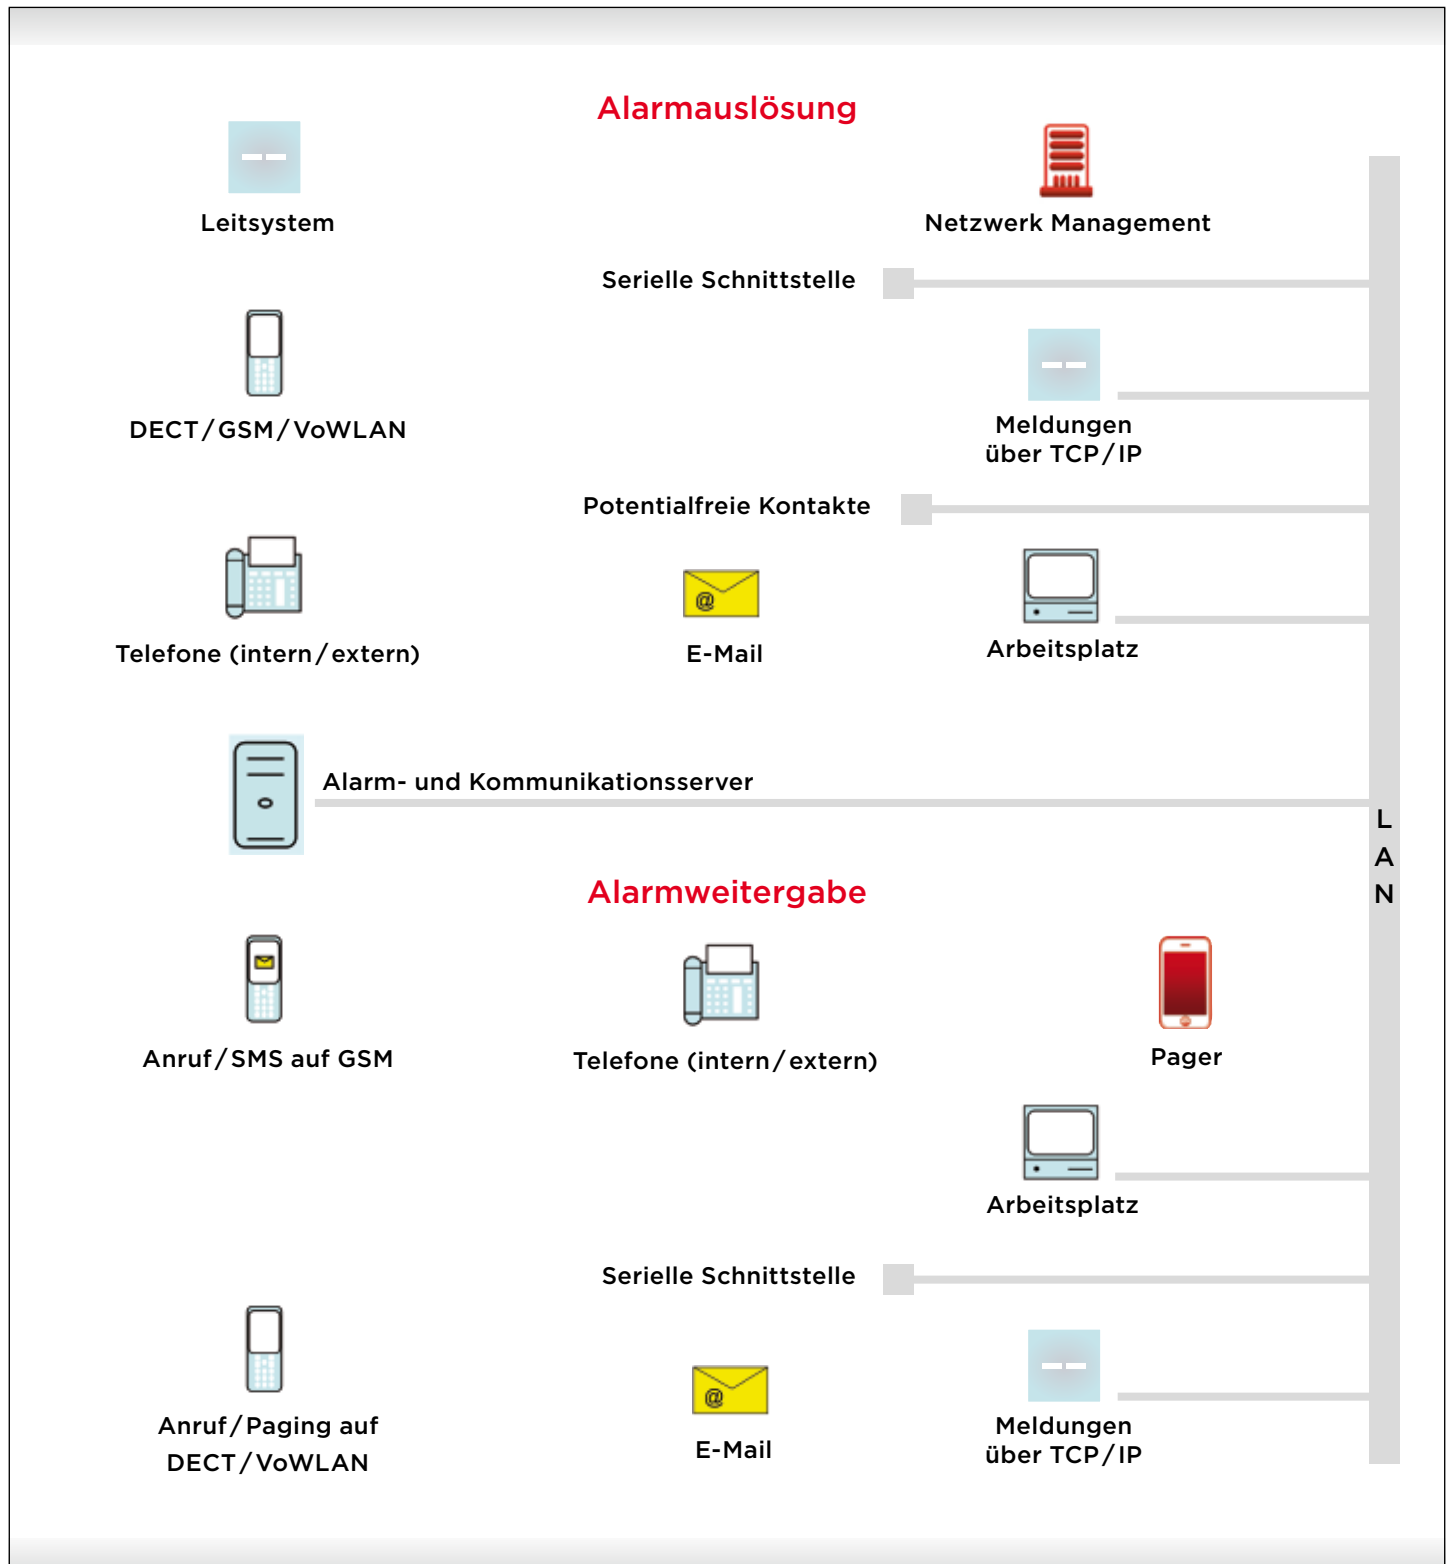 Alarmauslösung
Leitsystem
Netzwerk Management
Serielle Schnittstelle
DECT/GSM/VoWLAN
Meldungen
über TCP/IP
Potentialfreie Kontakte
@
Telefone (intern/extern)
E-Mail
Arbeitsplatz
Alarm- und Kommunikationsserver
L
A
N
Alarmweitergabe
Anruf/SMS auf GSM
Telefone (intern/extern)
Pager
Arbeitsplatz
Serielle Schnittstelle
@
Anruf/Paging auf
DECT/VoWLAN
E-Mail
Meldungen
über TCP/IP